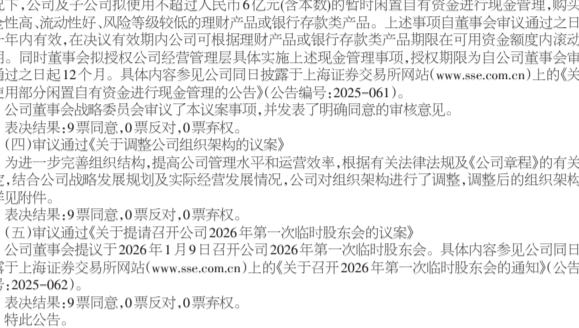 况下,公司及子公司拟使用不超过人民币6亿元(含本数)的暂时闲置自有资金进行现金管理,购买
性高、流动性好、风险等级较低的理财产品或银行存款类产品。上述事项自董事会审议通过之日
一年内有效,在决议有效期内公司可根据理财产品或银行存款类产品期限在可用资金额度内滚动
用。同时董事会拟授权公司经营管理层具体实施上述现金管理事项,授权期限为自公司董事会审
通过之日起12个月。具体内容参见公司同日披露于上海证券交易所网站(www.sse.com.cn)上的《关
使用部分闲置自有资金进行现金管理的公告》(公告编号:2025-061)。
公司董事会战略委员会审议了本议案事项,并发表了明确同意的审核意见。
表决结果:9票同意,0票反对,0票弃权。
(四)审议通过《关于调整公司组织架构的议案》
为进一步完善组织结构,提高公司管理水平和运营效率,根据有关法律法规及《公司章程》的有关
定,结合公司战略发展规划及实际经营发展情况,公司对组织架构进行了调整,调整后的组织架构
详见附件。
表决结果:9票同意,0票反对,0票弃权。
(五)审议通过《关于提请召开公司2026年第一次临时股东会的议案》
公司董事会提议于2026年1月9日召开公司2026年第一次临时股东会。具体内容参见公司同日
露于上海证券交易所网站(www.sse.com.cn)上的《关于召开2026年第一次临时股东会的通知》(公告
号:2025-062)。
表决结果:9票同意,0票反对,0票弃权。
特此公告。